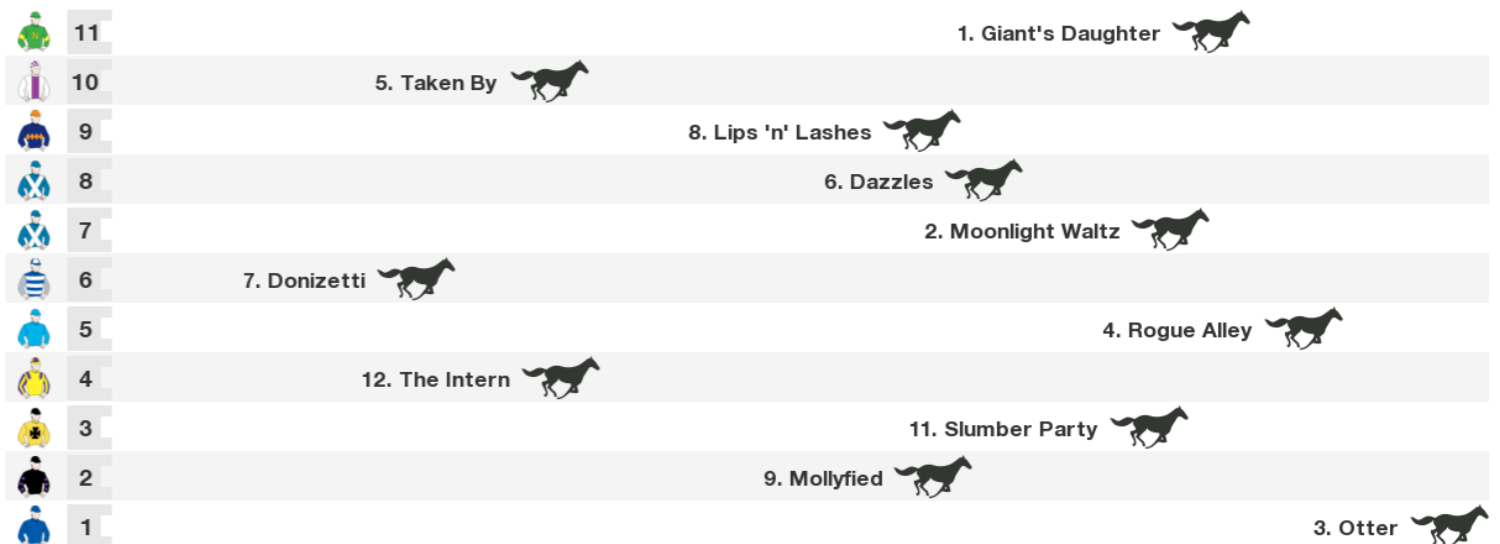 11 1. Giant's Daughter
10 5. Taken By
9 8. Lips 'n' Lashes
8 6. Dazzles
7 2. Moonlight Waltz
6 7. Donizetti
5 4. Rogue Alley
4 12. The Intern
3 11. Slumber Party
2 9. Mollyfied
1 3. Otter